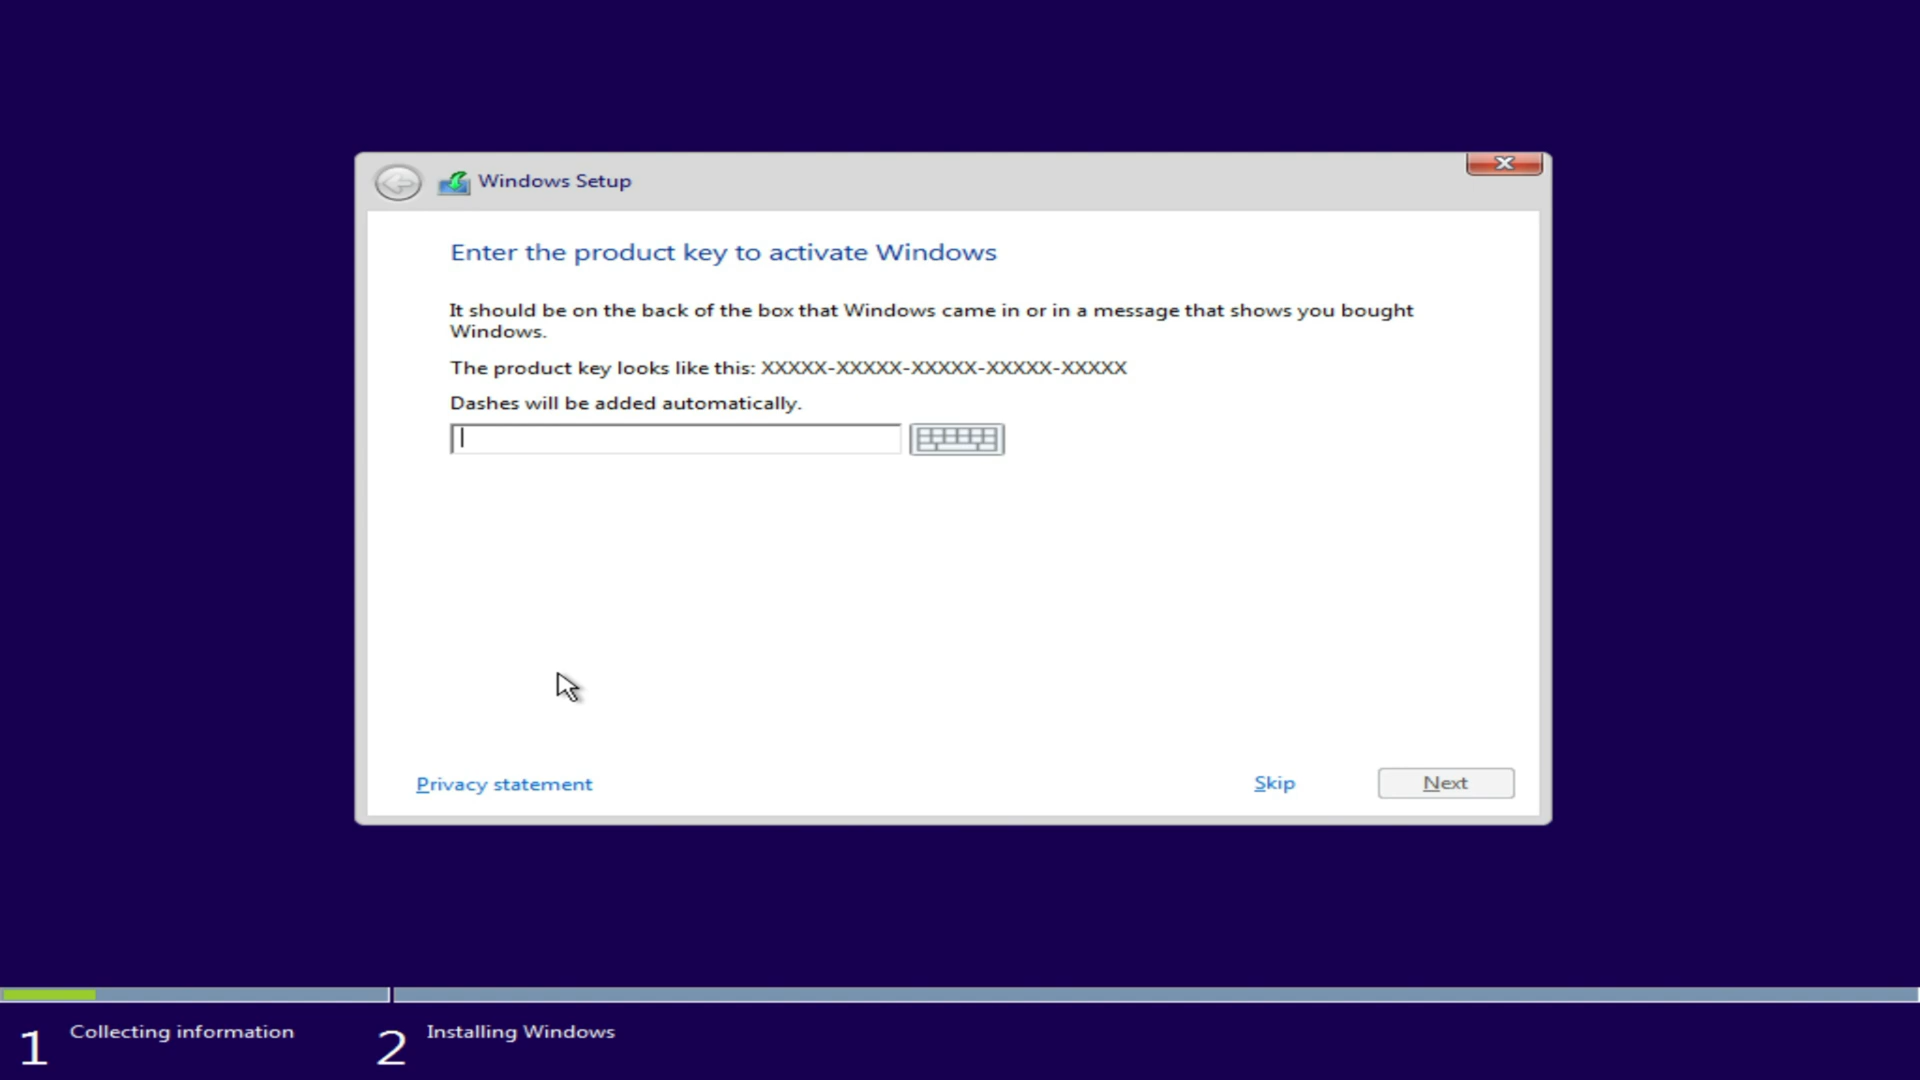 Windows Setup
Enter the product key to activate Windows
It should be on the back of the box that Windows came in or in a message that shows you bought
Windows.
The product key looks like this: XXXXX-XXXXX-XXXXX-XXXXX-XXXXX
Dashes will be added automatically.
Privacy statement
Skip
Next
1 Collecting information
2 Installing Windows